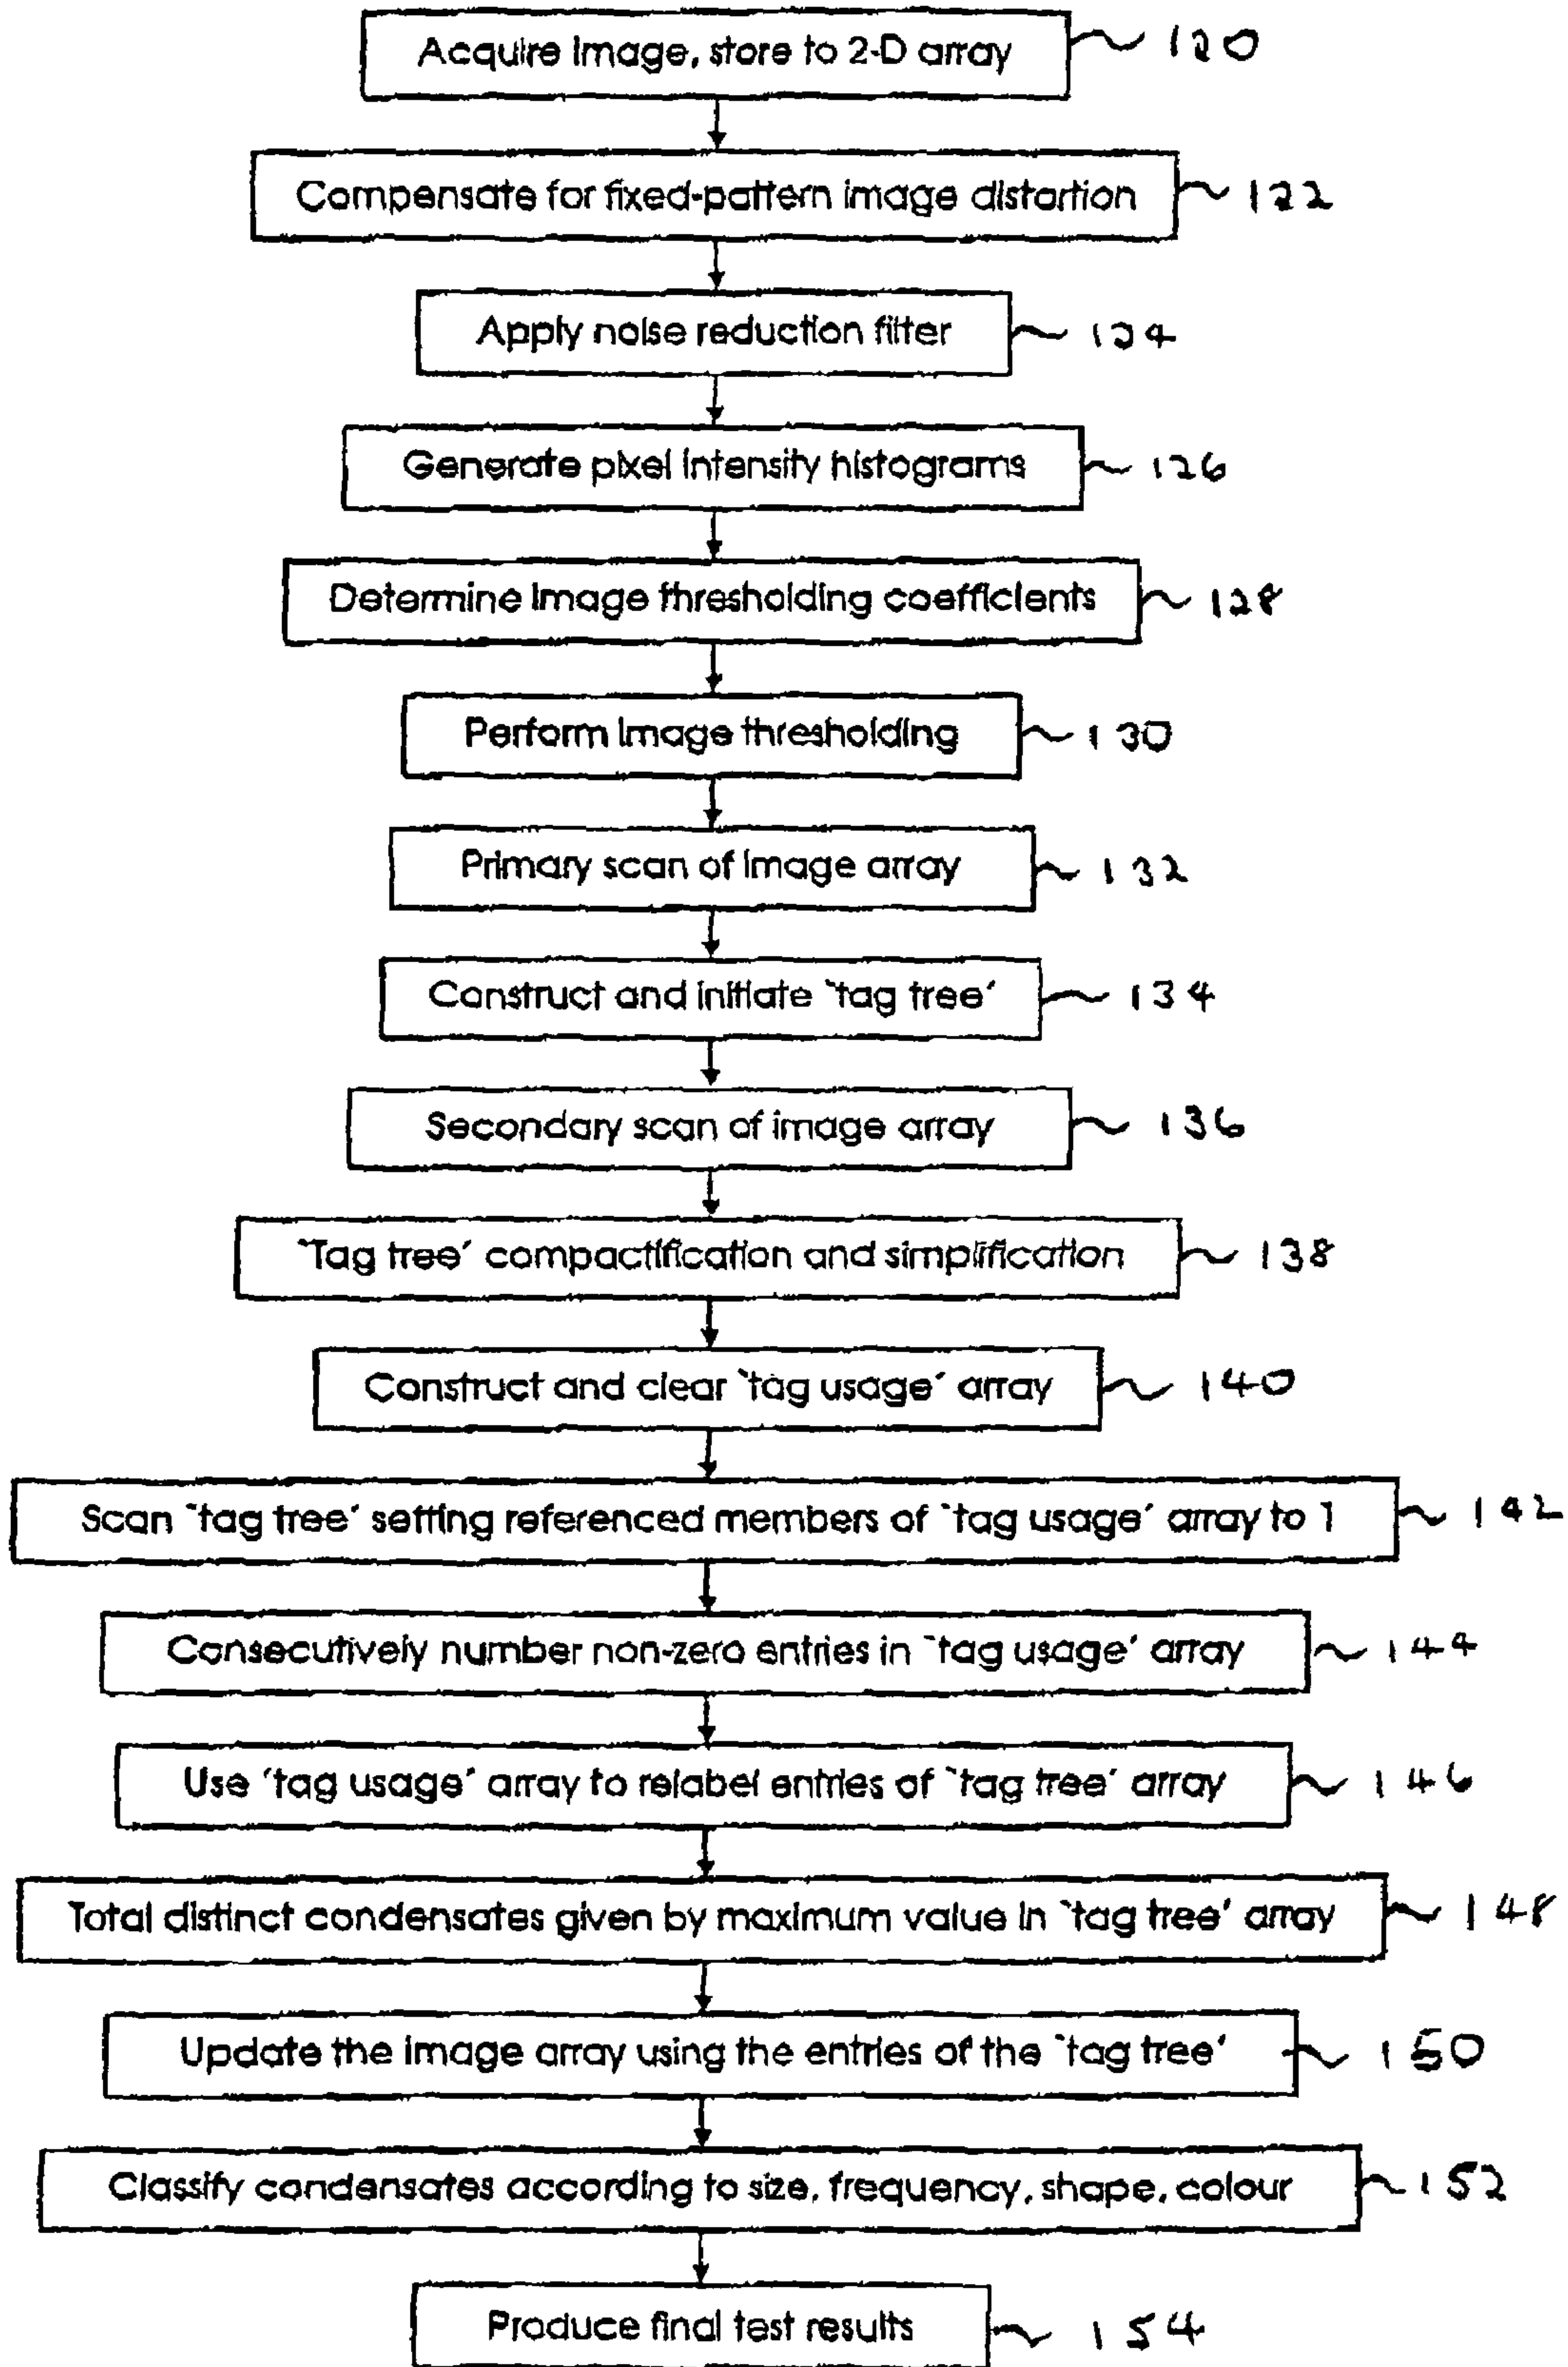 Acquire image, store to 2-D array 120
Compensate for fixed-pattern image distortion 122
Apply noise reduction filter 124
Generate pixel intensity histograms 126
Determine image thresholding coefficients 128
Perform image thresholding 130
Primary scan of image array 132
Construct and initiate `tag tree´ 134
Secondary scan of image array 136
`Tag tree´ compactification and simplification 138
Construct and clear `tag usage´ array 140
Scan `tag tree´ setting referenced members of `tag usage´ array to 1 142
Consecutively number non-zero entries in `tag usage´ array 144
Use ‘tag usage´ array to relabel entries of `tag tree´ array 146
Total distinct condensates given by maximum value in `tag tree´ array 148
Update the image array using the entries of the `tag tree´ 150
Classify condensates according to size, frequency, shape, colour 152
Produce final test results 154